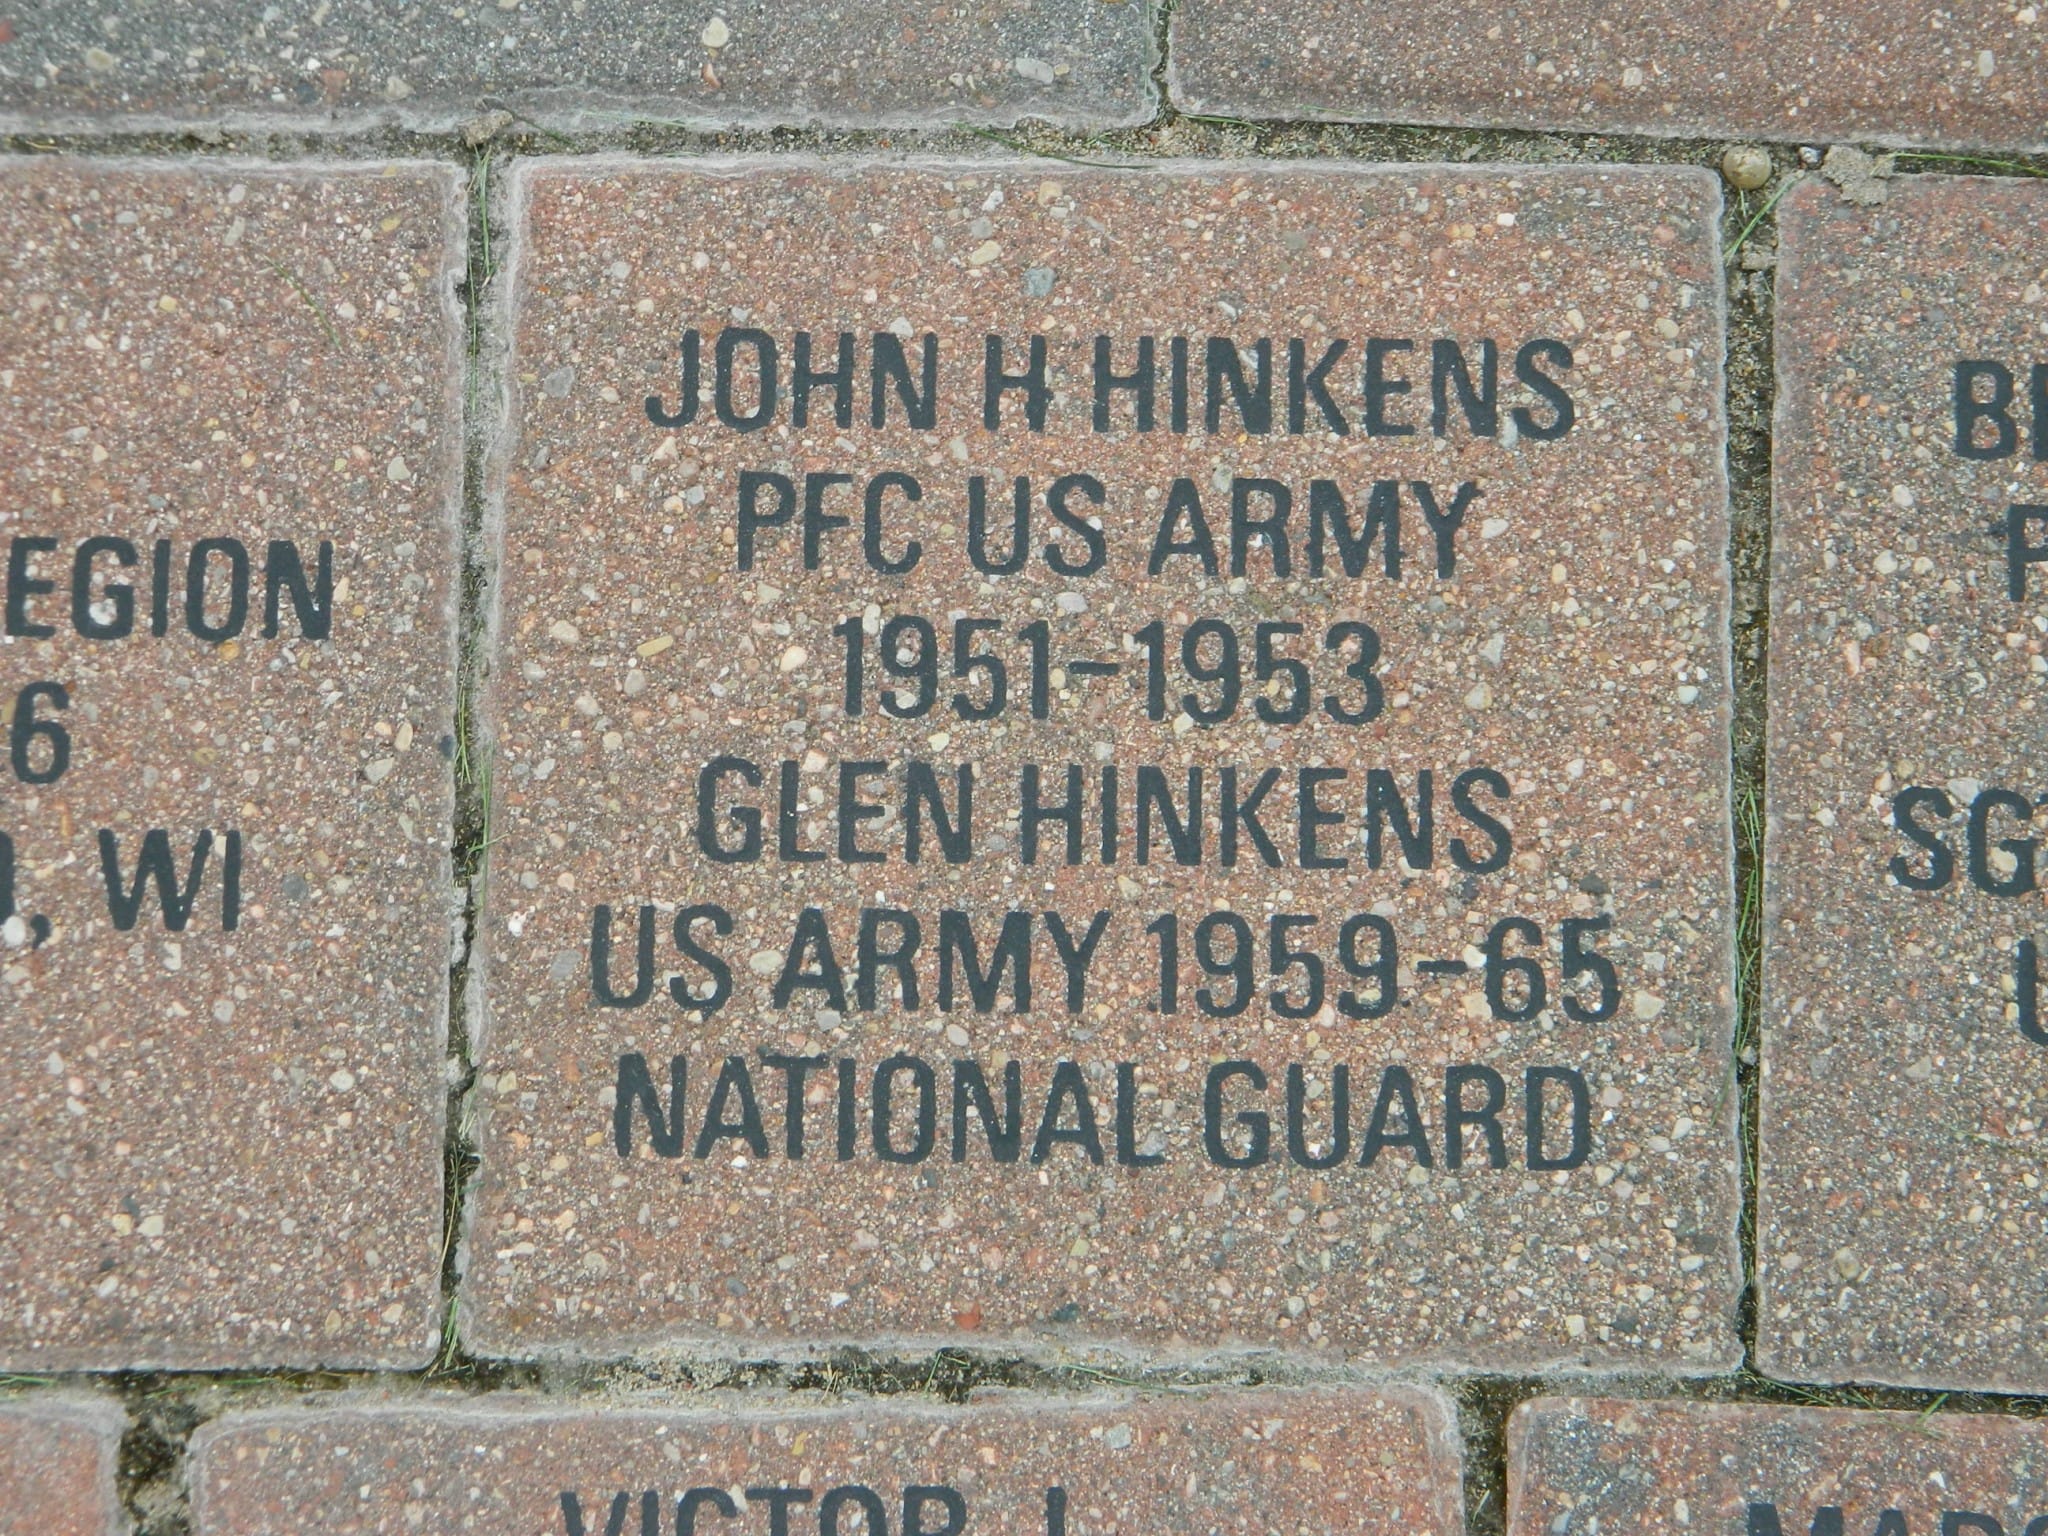 JOHN H HINKENS
PFC US ARMY
1951-1953
GLEN HINKENS
US ARMY 1959-65
NATIONAL GUARD
EGION
6
, WI
SG
VICTOR J